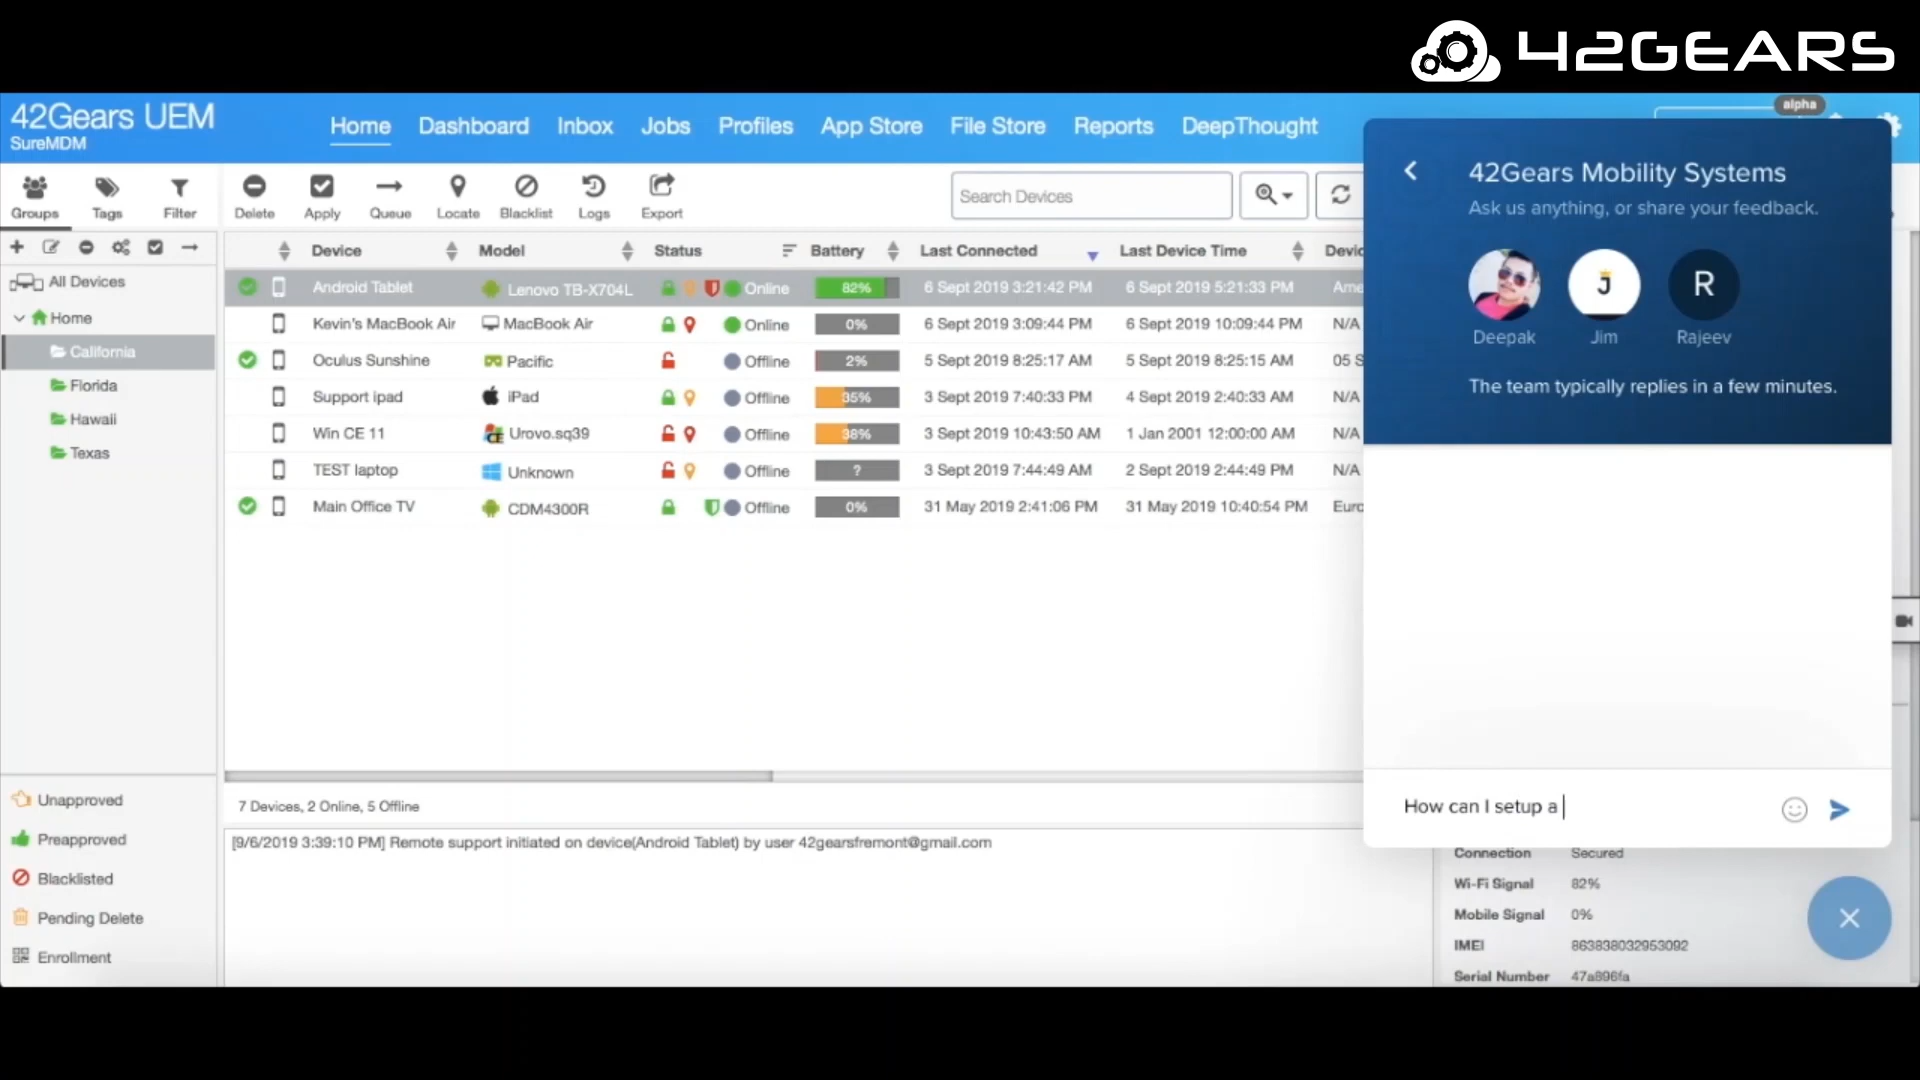 42GEARS
42Gears UEM
SureMDM
Home Dashboard Inbox Jobs Profiles App Store File Store Reports DeepThought
alpha
Groups Tags Filter
Delete Apply Queue Locate Blacklist Logs Export
Search Devices
Device Model Status Battery Last Connected Last Device Time Devic
All Devices
Home
California
Florida
Hawaii
Texas
Android Tablet Lenovo TB-X704L Online 82% 6 Sept 2019 3:21:42 PM 6 Sept 2019 5:21:33 PM Ame
Kevin's MacBook Air MacBook Air Online 0% 6 Sept 2019 3:09:44 PM 6 Sept 2019 10:09:44 PM N/A
Oculus Sunshine Pacific Offline 2% 5 Sept 2019 8:25:17 AM 5 Sept 2019 8:25:15 AM 05 S
Support ipad iPad Offline 35% 3 Sept 2019 7:40:33 PM 4 Sept 2019 2:40:33 AM N/A
Win CE 11 Urovo.sq39 Offline 38% 3 Sept 2019 10:43:50 AM 1 Jan 2001 12:00:00 AM N/A
TEST laptop Unknown Offline ? 3 Sept 2019 7:44:49 AM 2 Sept 2019 2:44:49 PM N/A
Main Office TV CDM4300R Offline 0% 31 May 2019 2:41:06 PM 31 May 2019 10:40:54 PM Euro
7 Devices, 2 Online, 5 Offline
[9/6/2019 3:39:10 PM] Remote support initiated on device(Android Tablet) by user 42gearsfremont@gmail.com
Unapproved
Preapproved
Blacklisted
Pending Delete
Enrollment
42Gears Mobility Systems
Ask us anything, or share your feedback.
J R
Deepak Jim Rajeev
The team typically replies in a few minutes.
How can I setup a
Connection Secured
Wi-Fi Signal 82%
Mobile Signal 0%
IMEI 863838032953092
Serial Number 47a896fa